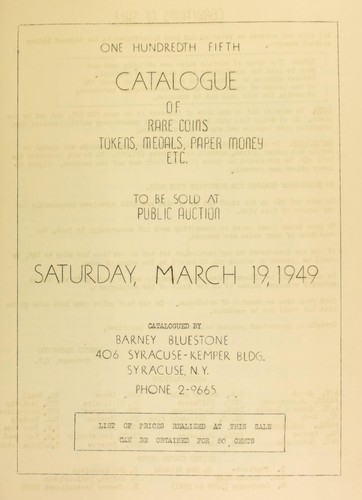 ONE HUNDREDTH FIFTH
CATALOGUE
OF
RARE COINS
TOKENS, MEDALS, PAPER MONEY
ETC.
TO BE SOLD AT
PUBLIC AUCTION
SATURDAY, MARCH 19, 1949
CATALOGUED BY
BARNEY BLUESTONE
406 SYRACUSE-KEMPER BLDG.
SYRACUSE, N.Y.
PHONE 2-9665
LIST OF PRICES REALIZED AT THIS SALE
CAN BE OBTAINED FOR 50 CENTS